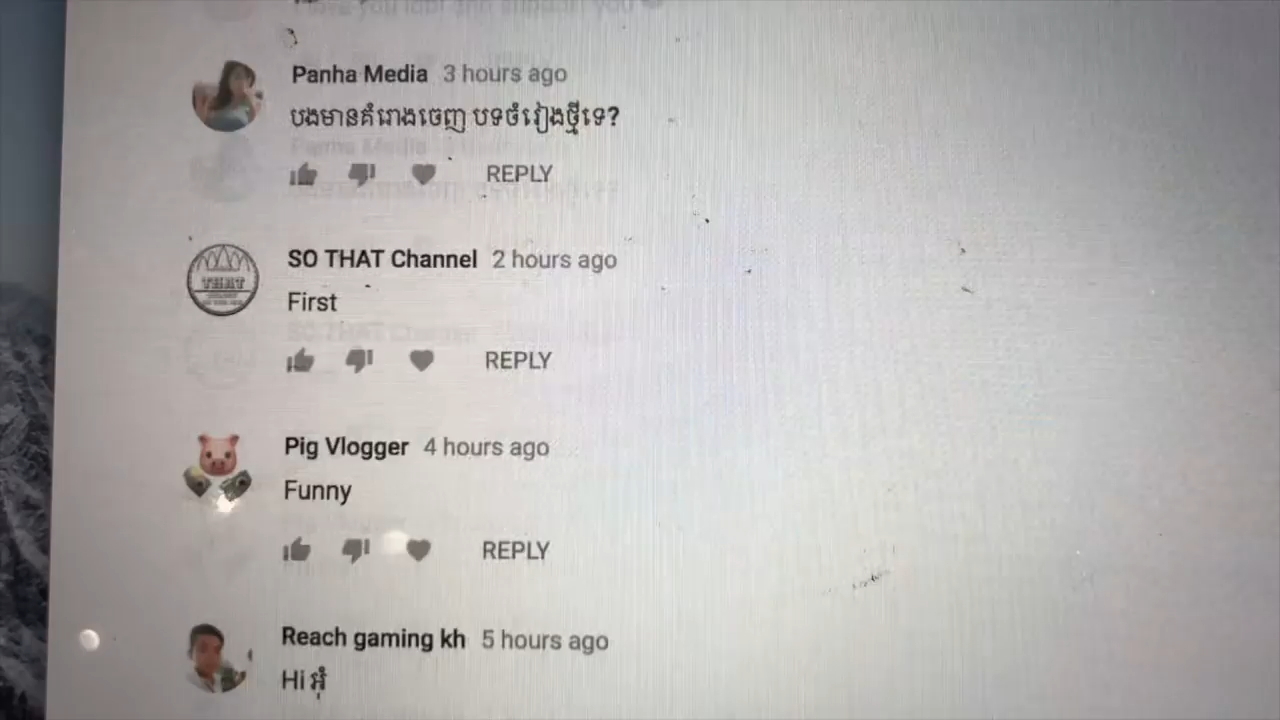 Panha Media 3 hours ago
បងមានគំរោងចេញ បទចំរៀងថ្មីទេ?
REPLY
SO THAT Channel 2 hours ago
THAT
First
REPLY
Pig Vlogger 4 hours ago
Funny
REPLY
Reach gaming kh 5 hours ago
Hi អុំ